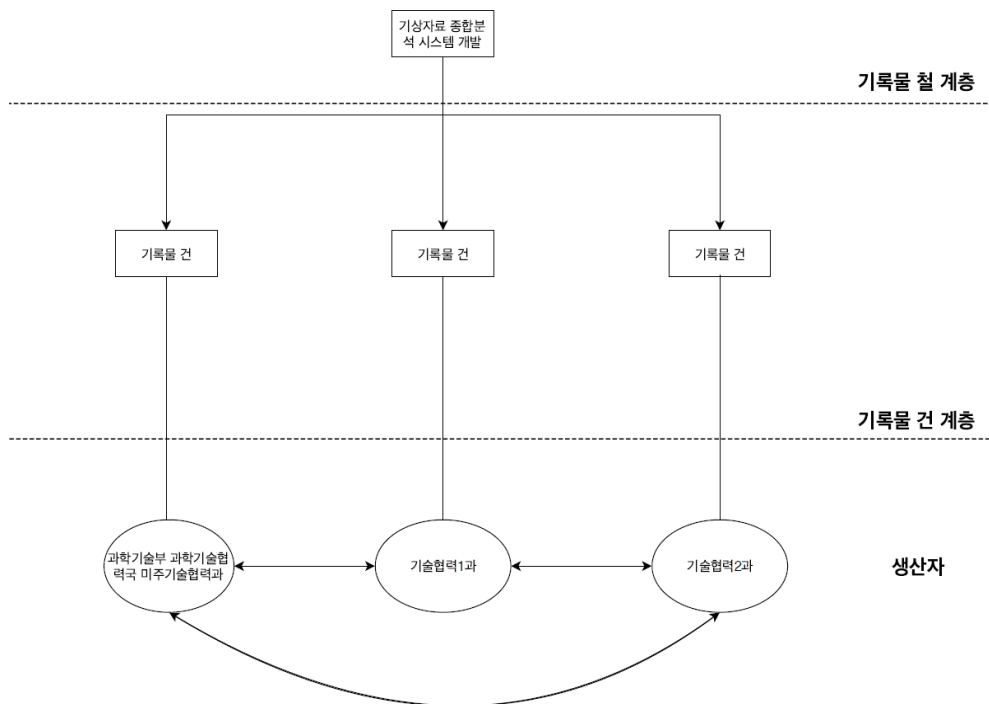 기상자료 종합분
석 시스템 개발
기록물 철 계층
기록물 건
기록물 건
기록물 건
기록물 건 계층
과학기술부 과학기술협
력국 미주기술협력과
기술협력1과
기술협력2과
생산자